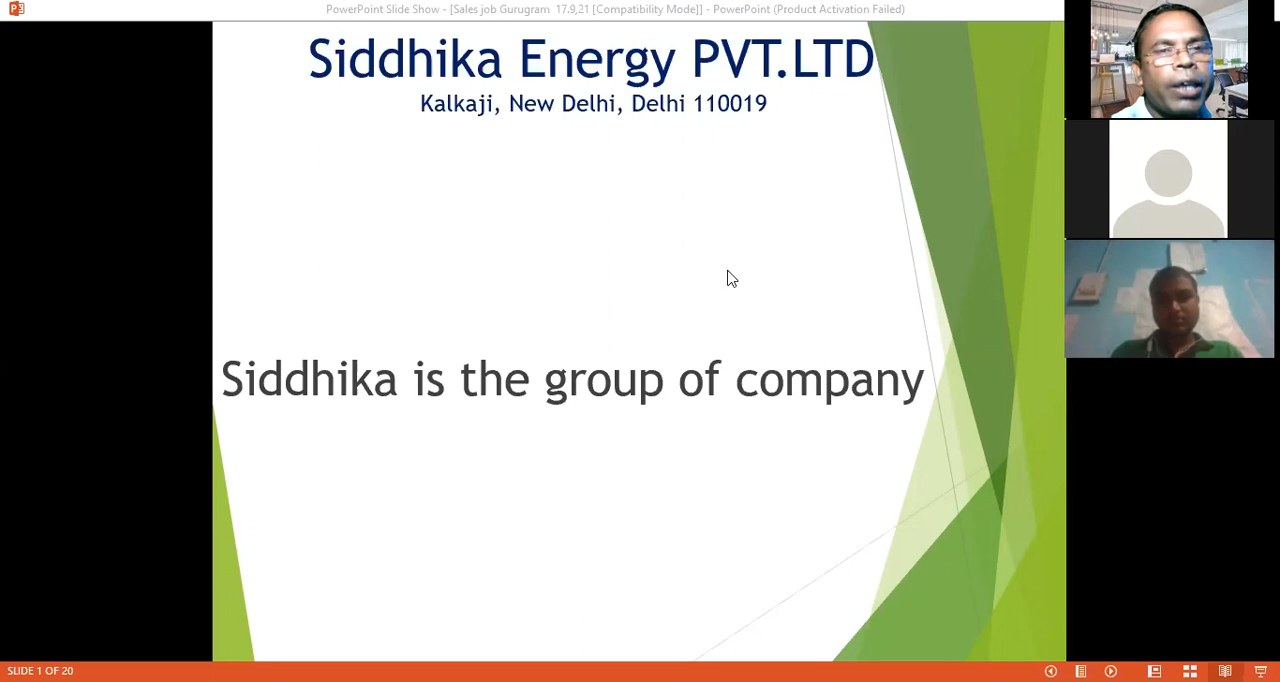 PowerPoint Slide Show - [Sales job Gurugram 17.9,21 [Compatibility Mode]] - PowerPoint (Product Activation Failed)
Siddhika Energy PVT.LTD
Kalkaji, New Delhi, Delhi 110019
Siddhika is the group of company
SLIDE 1 OF 20